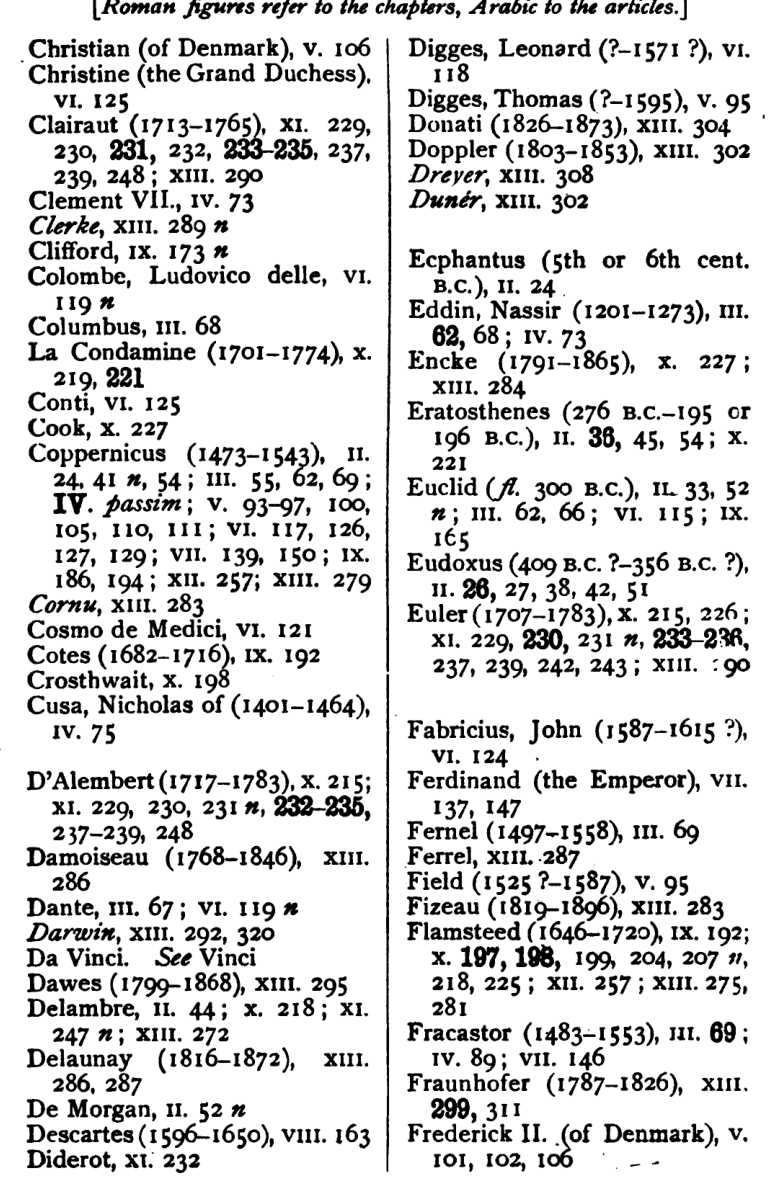 [Roman figures refer to the chapters, Arabic to the articles.]
Christian (of Denmark), V. 106
Christine (the Grand Duchess),
VI. 125
Clairaut (1713–1765), XI. 229,
230, 231, 232, 233–235, 237,
239, 248; XIII. 290
Clement VII., IV. 73
Clerke, XIII. 289 n
Clifford, IX. 173 n
Colombe, Ludovico delle, VI.
119 n
Columbus, III. 68
La Condamine (1701–1774), X.
219, 221
Conti, VI. 125
Cook, X. 227
Coppernicus (1473–1543), II.
24, 41 n, 54; III. 55, 62, 69;
IV. passim; V. 93–97, 100,
105, 110, 111; VI. 117, 126,
127, 129; VII. 139, 150; IX.
186, 194; XII. 257; XIII. 279
Cornu, XIII. 283
Cosmo de Medici, VI. 121
Cotes (1682–1716), IX. 192
Crosthwait, X. 198
Cusa, Nicholas of (1401–1464),
IV. 75
D'Alembert (1717–1783), X. 215;
XI. 229, 230, 231 n, 232–235,
237–239, 248
Damoiseau (1768–1846), XIII.
286
Dante, III. 67; VI. 119 n
Darwin, XIII. 292, 320
Da Vinci. See Vinci
Dawes (1799–1868), XIII. 295
Delambre, II. 44; X. 218; XI.
247 n; XIII. 272
Delaunay (1816–1872), XIII.
286, 287
De Morgan, II. 52 n
Descartes (1596–1650), VIII. 163
Diderot, XI. 232
Digges, Leonard (?–1571 ?), VI.
118
Digges, Thomas (?–1595), V. 95
Donati (1826–1873), XIII. 304
Doppler (1803–1853), XIII. 302
Dreyer, XIII. 308
Dunér, XIII. 302
Ecphantus (5th or 6th cent.
B.C.), II. 24
Eddin, Nassir (1201–1273), III.
62, 68; IV. 73
Encke (1791–1865), X. 227;
XIII. 284
Eratosthenes (276 B.C.–195 or
196 B.C.), II. 36, 45, 54; X.
221
Euclid (fl. 300 B.C.), II. 33, 52
n; III. 62, 66; VI. 115; IX.
165
Eudoxus (409 B.C. ?–356 B.C. ?),
II. 26, 27, 38, 42, 51
Euler (1707–1783), X. 215, 226;
XI. 229, 230, 231 n, 233–236,
237, 239, 242, 243; XIII. 90
Fabricius, John (1587–1615 ?),
VI. 124
Ferdinand (the Emperor), VII.
137, 147
Fernel (1497–1558), III. 69
Ferrel, XIII. 287
Field (1525 ?–1587), V. 95
Fizeau (1819–1896), XIII. 283
Flamsteed (1646–1720), IX. 192;
X. 197, 198, 199, 204, 207 n,
218, 225; XII. 257; XIII. 275,
281
Fracastor (1483–1553), III. 69;
IV. 89; VII. 146
Fraunhofer (1787–1826), XIII.
299, 311
Frederick II. (of Denmark), V.
101, 102, 106